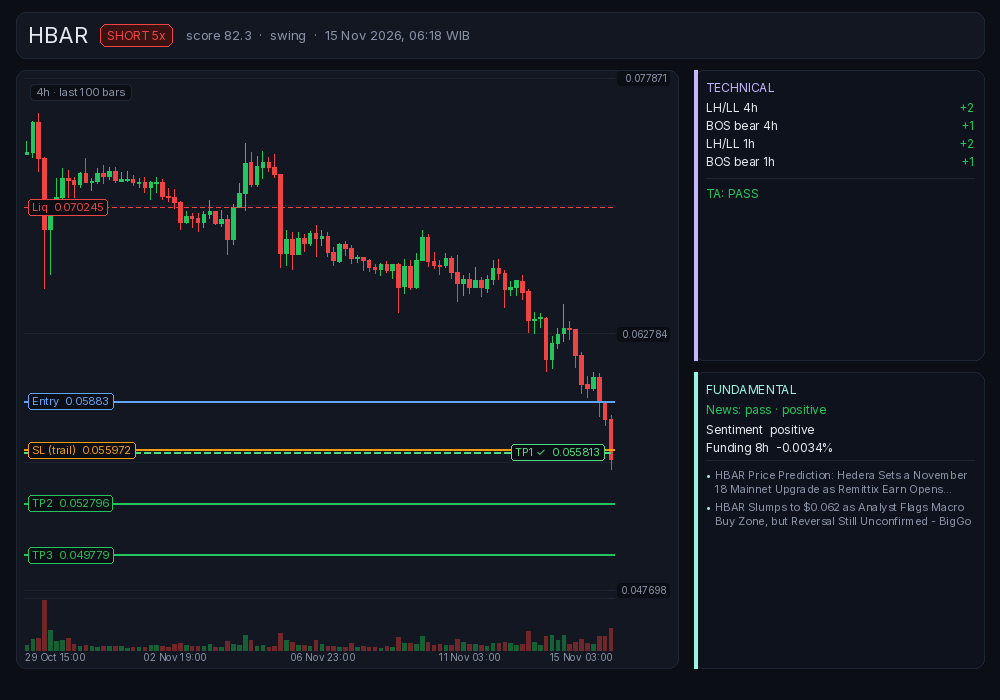 HBAR SHORT 5x score 82.3 · swing · 15 Nov 2026, 06:18 WIB
4h · last 100 bars
0.077871
Liq 0.070245
0.062784
Entry 0.05883
SL (trail) 0.055972
TP1 ✓ 0.055813
TP2 0.052796
TP3 0.049779
0.047698
29 Oct 15:00 02 Nov 19:00 06 Nov 23:00 11 Nov 03:00 15 Nov 03:00
TECHNICAL
LH/LL 4h +2
BOS bear 4h +1
LH/LL 1h +2
BOS bear 1h +1
TA: PASS
FUNDAMENTAL
News: pass · positive
Sentiment positive
Funding 8h -0.0034%
• HBAR Price Prediction: Hedera Sets a November
18 Mainnet Upgrade as Remittix Earn Opens...
• HBAR Slumps to $0.062 as Analyst Flags Macro
Buy Zone, but Reversal Still Unconfirmed - BigGo